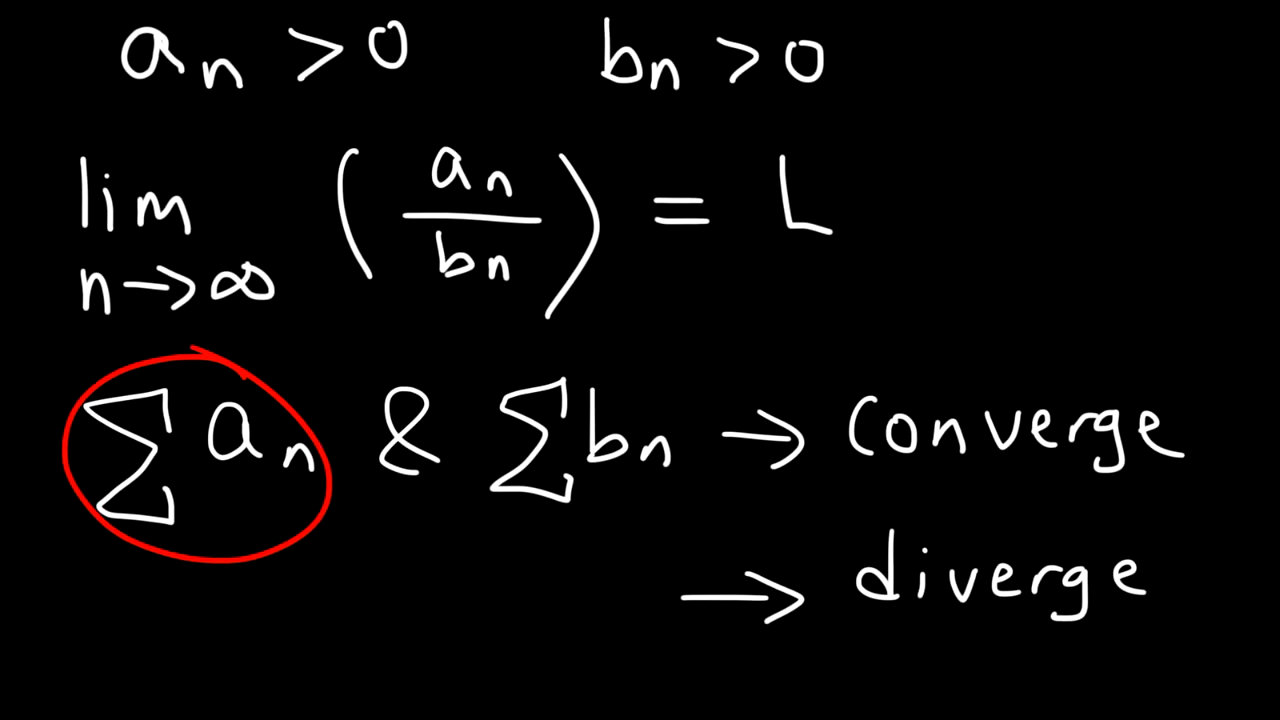 aₙ > 0 bₙ > 0
lim n→∞ (aₙ/bₙ) = L
∑aₙ & ∑bₙ → converge
→ diverge